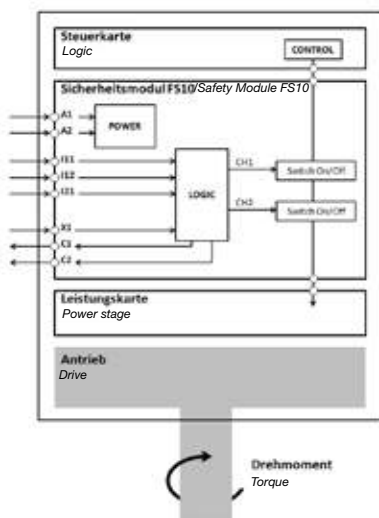 Steuerkarte
Logic
CONTROL
Sicherheitsmodul FS10/Safety Module FS10
A1
A2
POWER
I11
I12
I21
LOGIC
CH1
Switch On/Off
CH2
Switch On/Off
X1
C1
C2
Leistungskarte
Power stage
Antrieb
Drive
Drehmoment
Torque